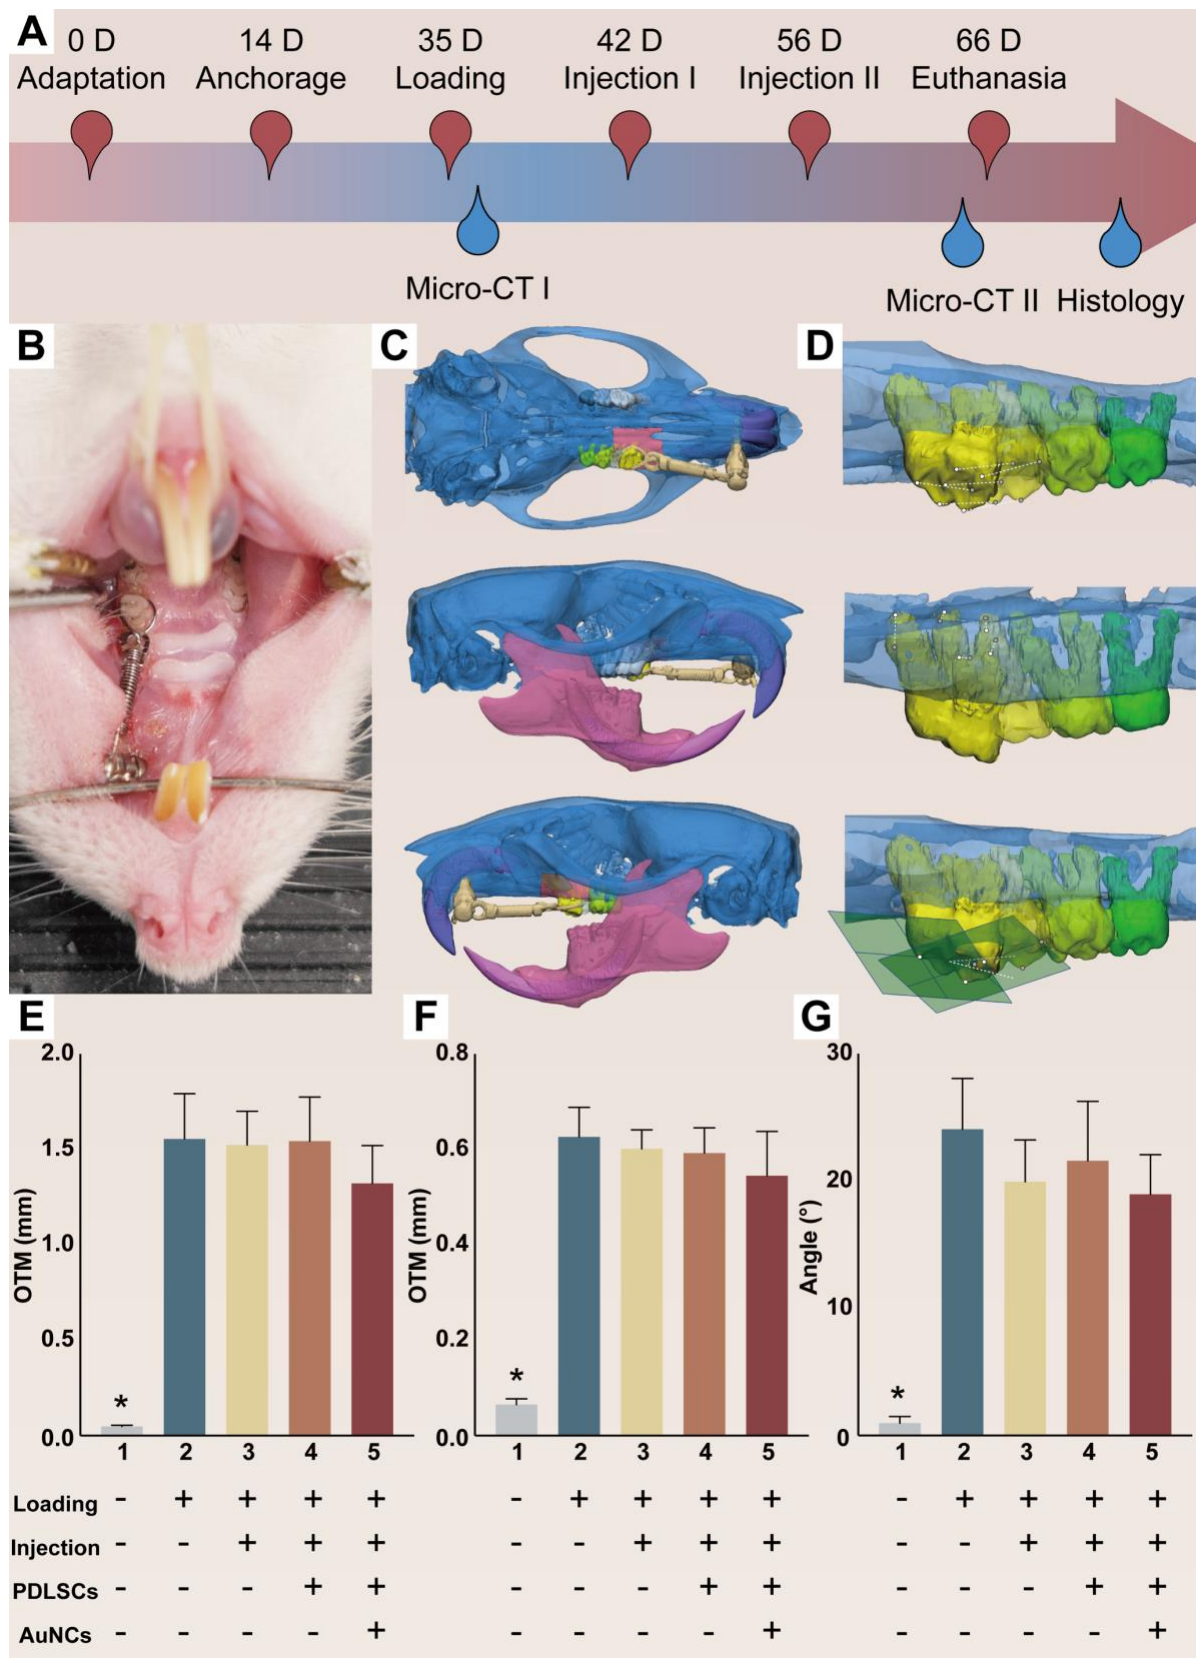 A
0 D 14 D 35 D 42 D 56 D 66 D
Adaptation Anchorage Loading Injection I Injection II Euthanasia
Micro-CT I
Micro-CT II Histology
B C D
E F G
2.0
1.5
1.0
0.5
0.0
OTM (mm)
*
1 2 3 4 5
0.8
0.6
0.4
0.2
0.0
OTM (mm)
*
1 2 3 4 5
30
20
10
0
Angle (°)
*
1 2 3 4 5
Loading - + + + + - + + + + - + + + +
Injection - - + + + - - + + + - - + + +
PDLSCs - - - + + - - - + + - - - + +
AuNCs - - - - + - - - - + - - - - +